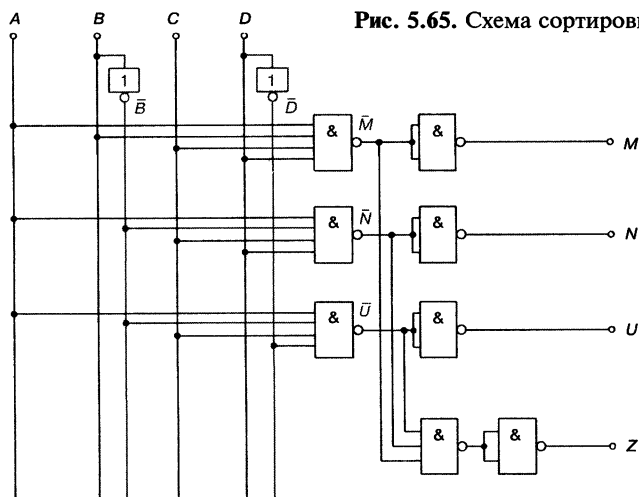 A B C D Рис. 5.65. Схема сортировк
1 1
B̄ D̄
& M̄ & M
& N̄ & N
& Ū & U
& & Z